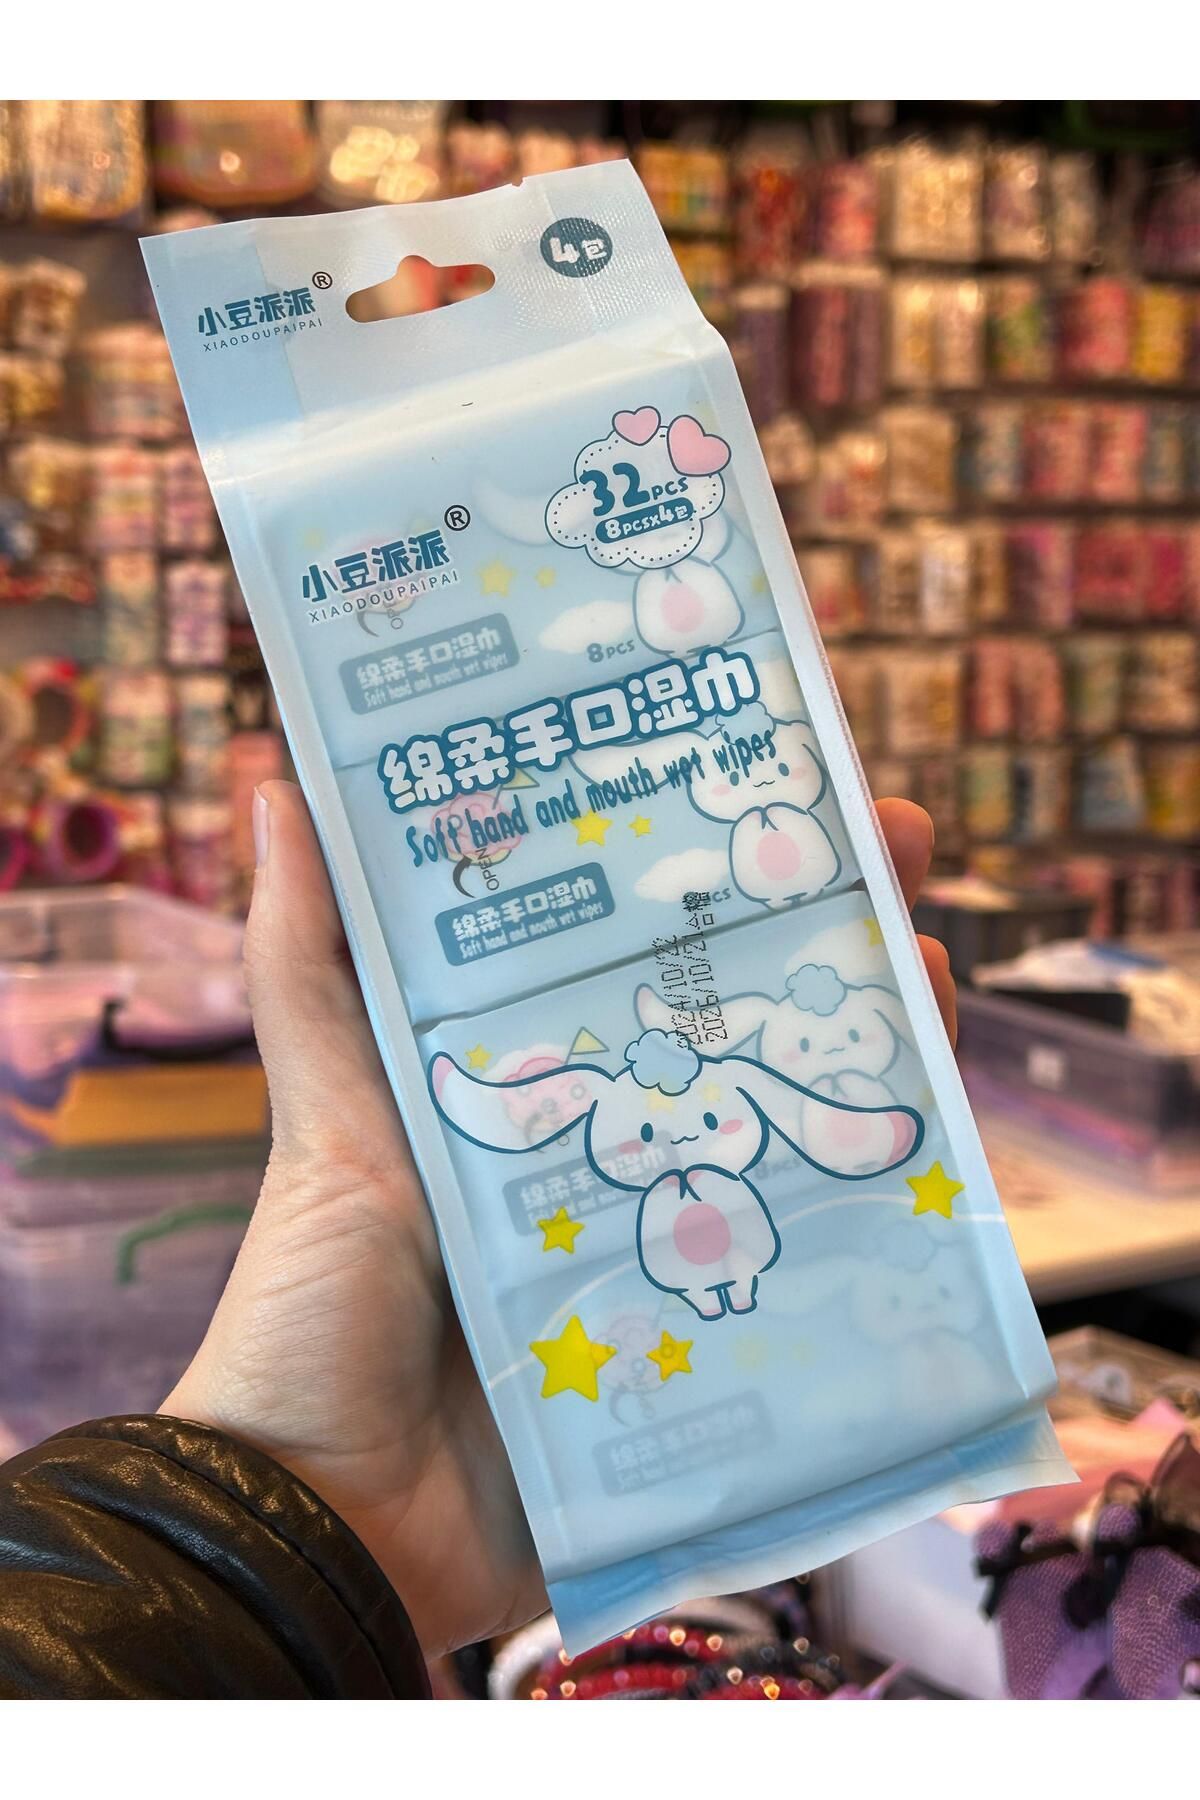 小豆派派®
XIAODOUPAIPAI
4包
32PCS
8PCSx4包
小豆派派®
XIAODOUPAIPAI
OPEN
绵柔手口湿巾
Soft hand and mouth wet wipes
8PCS
绵柔手口湿巾
Soft hand and mouth wet wipes
OPEN
绵柔手口湿巾
Soft hand and mouth wet wipes
PCS
2024/10/22
2026/10/21
绵柔手口湿巾
8PCS
绵柔手口湿巾